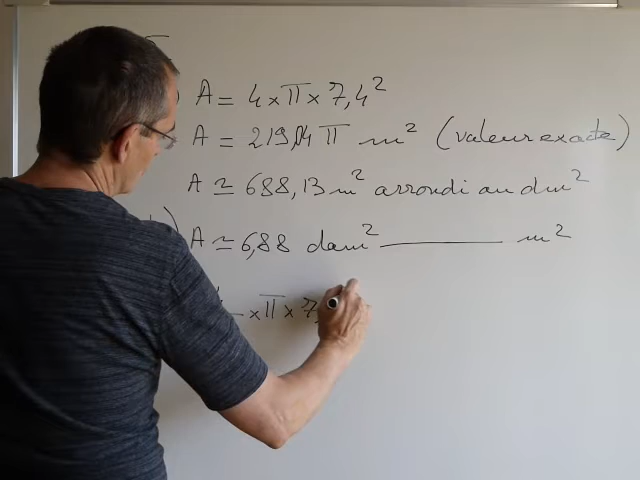 ) A = 4 × π × 7,4²
A = 219,04 π m² (valeur exacte)
A ≃ 688,13 m² arrondi au dm²
) A ≃ 6,88 dam² ——— m²
× π × 7,